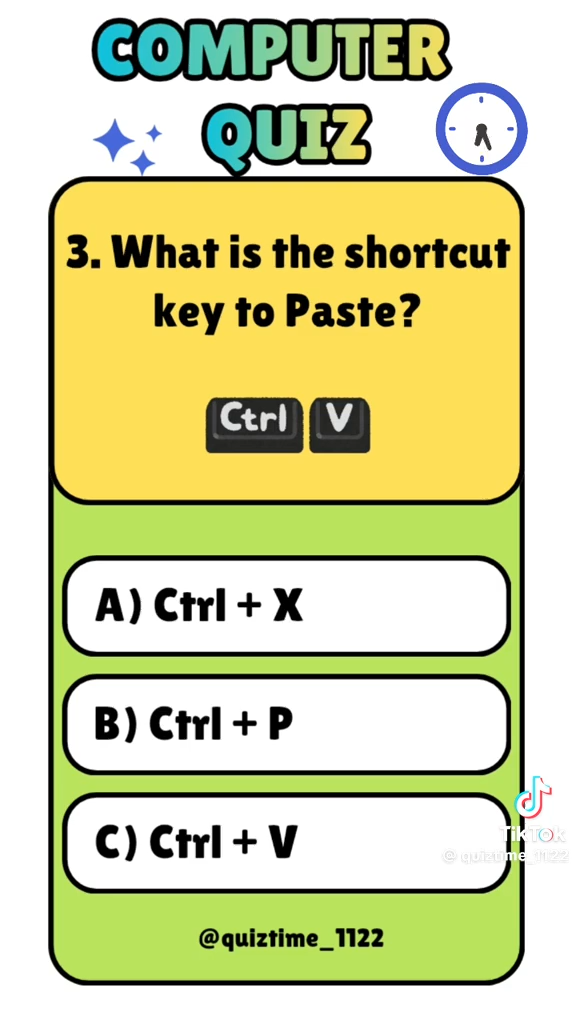 COMPUTER
QUIZ
3. What is the shortcut
key to Paste?
Ctrl V
A) Ctrl + X
B) Ctrl + P
C) Ctrl + V
TikTok
@ quiztime_1122
@quiztime_1122